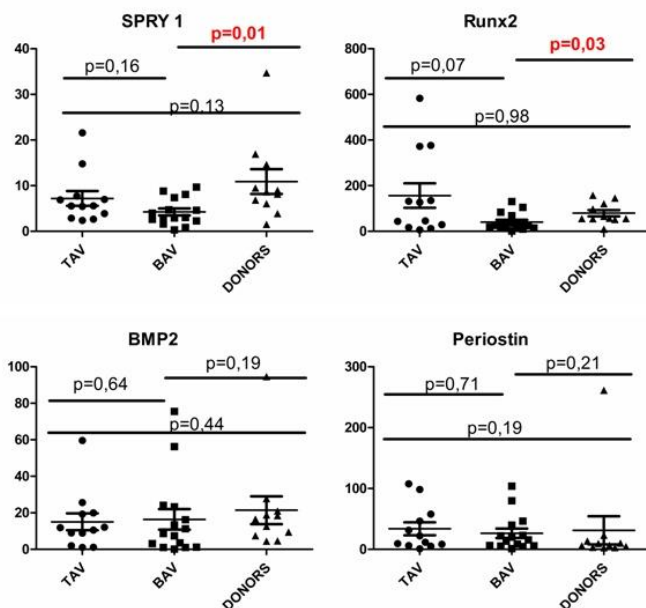 SPRY 1
p=0,01
p=0,16
p=0,13
40
30
20
10
0
TAV
BAV
DONORS
Runx2
p=0,03
p=0,07
p=0,98
800
600
400
200
0
TAV
BAV
DONORS
BMP2
p=0,19
p=0,64
p=0,44
100
80
60
40
20
0
TAV
BAV
DONORS
Periostin
p=0,21
p=0,71
p=0,19
300
200
100
0
TAV
BAV
DONORS